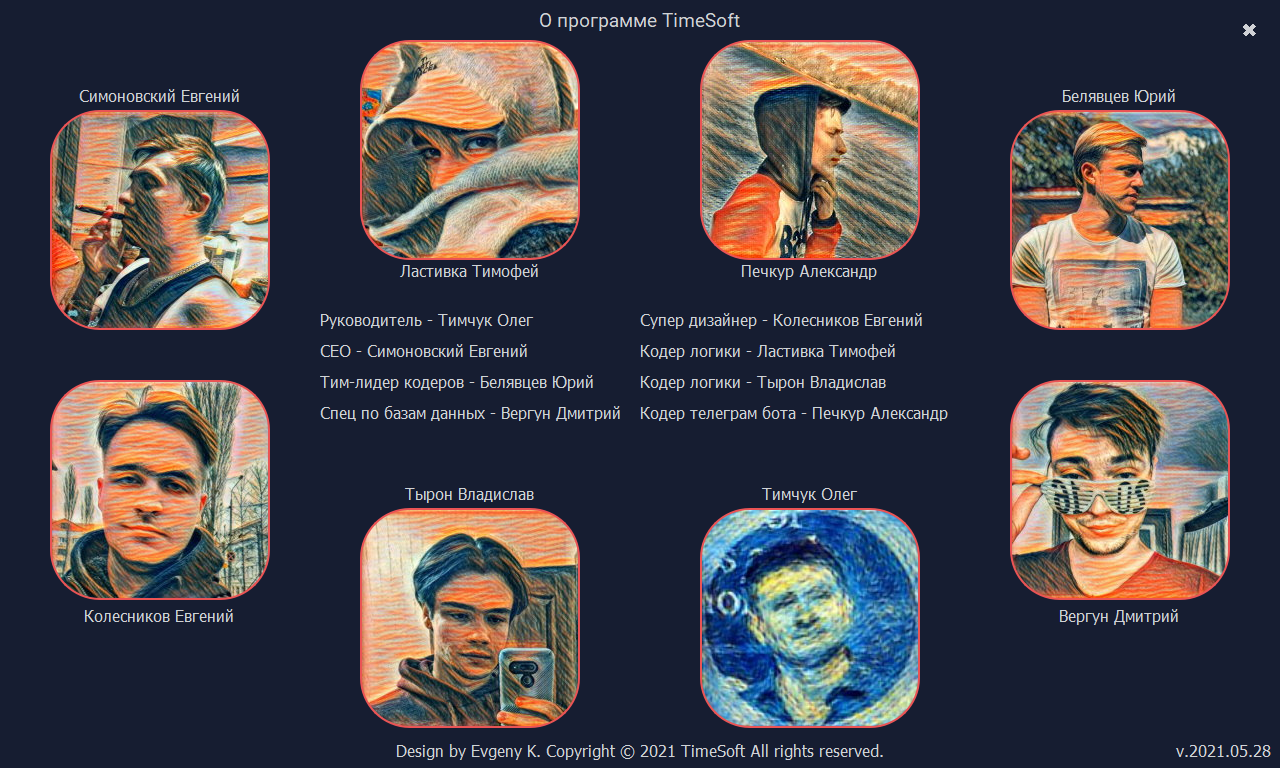 О программе TimeSoft
✖
Симоновский Евгений
Белявцев Юрий
Ластивка Тимофей
Печкур Александр
Руководитель - Тимчук Олег
Супер дизайнер - Колесников Евгений
СЕО - Симоновский Евгений
Кодер логики - Ластивка Тимофей
Тим-лидер кодеров - Белявцев Юрий
Кодер логики - Тырон Владислав
Спец по базам данных - Вергун Дмитрий
Кодер телеграм бота - Печкур Александр
Тырон Владислав
Тимчук Олег
Колесников Евгений
Вергун Дмитрий
Design by Evgeny K. Copyright © 2021 TimeSoft All rights reserved.
v.2021.05.28